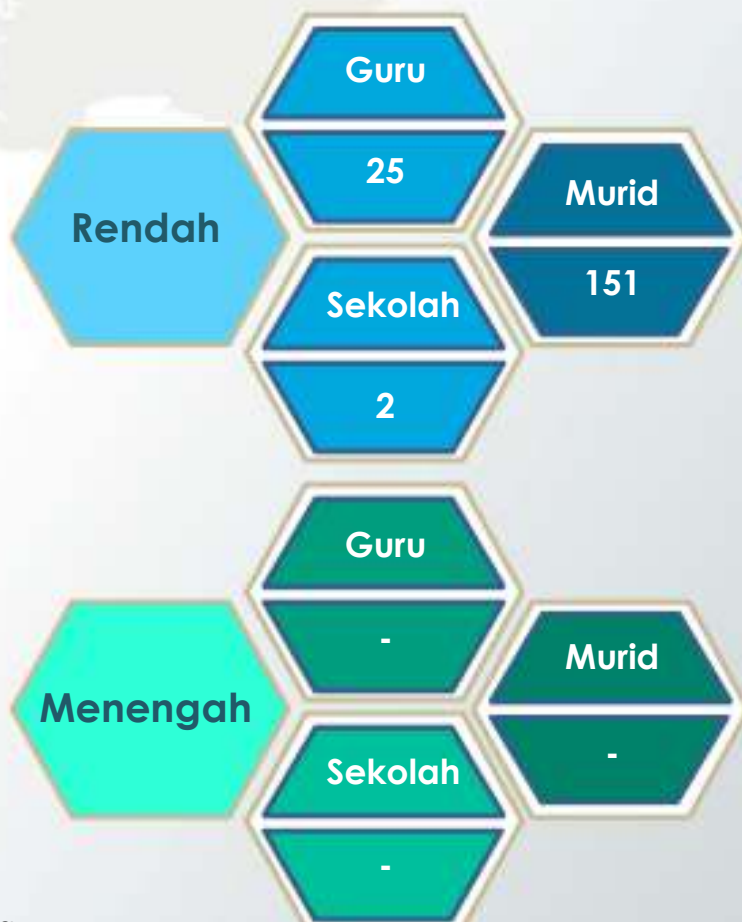 Rendah
Guru
25
Sekolah
2
Murid
151
Menengah
Guru
-
Sekolah
-
Murid
-